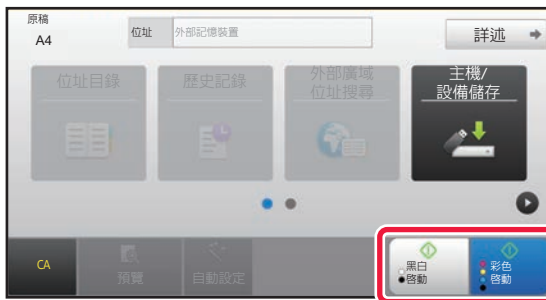 原稿
A4
位址
外部記憶裝置
詳述
位址目錄
歷史記錄
外部廣域
位址搜尋
主機/
設備儲存
CA
預覽
自動設定
黑白
啓動
彩色
啓動